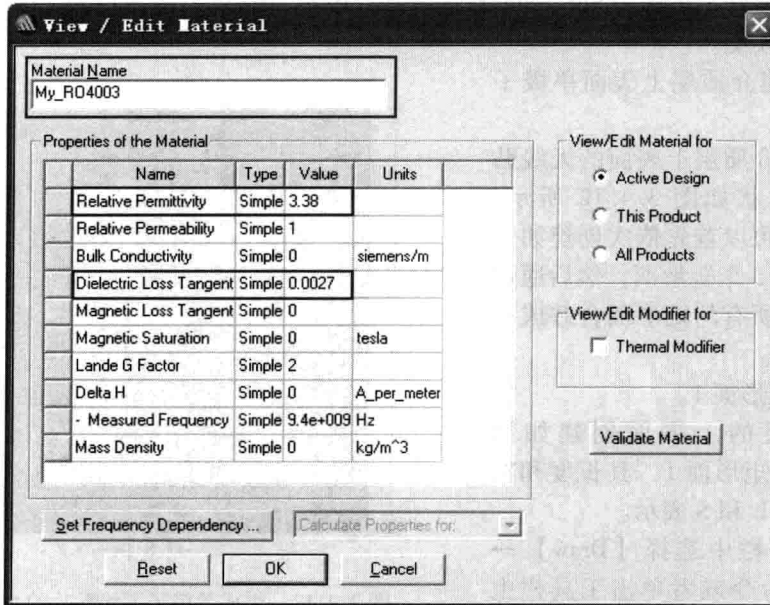 View / Edit Material
Material Name
My_RO4003
Properties of the Material
Name Type Value Units
Relative Permittivity Simple 3.38
Relative Permeability Simple 1
Bulk Conductivity Simple 0 siemens/m
Dielectric Loss Tangent Simple 0.0027
Magnetic Loss Tangent Simple 0
Magnetic Saturation Simple 0 tesla
Lande G Factor Simple 2
Delta H Simple 0 A_per_meter
- Measured Frequency Simple 9.4e+009 Hz
Mass Density Simple 0 kg/m^3
View/Edit Material for
Active Design
This Product
All Products
View/Edit Modifier for
Thermal Modifier
Validate Material
Set Frequency Dependency ...
Calculate Properties for:
Reset
OK
Cancel